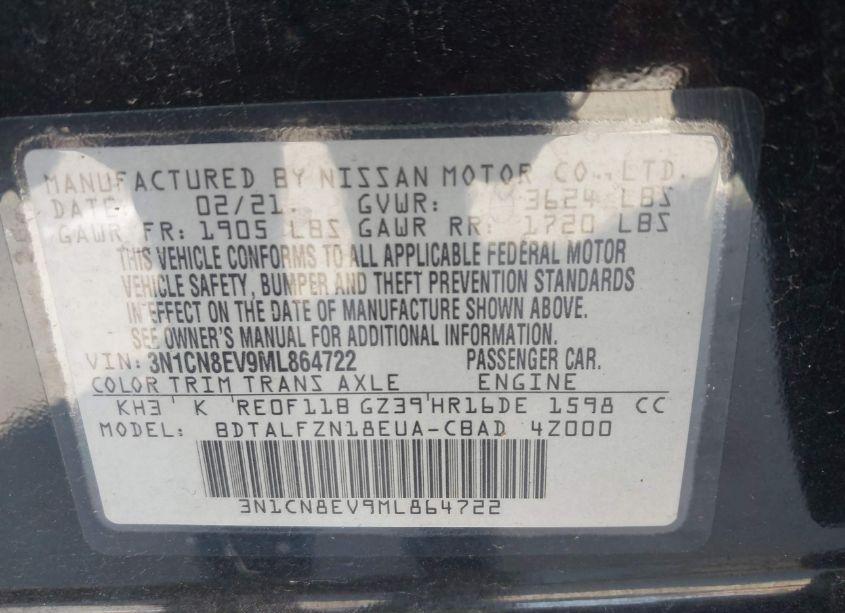 MANUFACTURED BY NISSAN MOTOR CO., LTD.
DATE: 02/21. GVWR: 3624 LBS
GAWR FR: 1905 LBS GAWR RR: 1720 LBS
THIS VEHICLE CONFORMS TO ALL APPLICABLE FEDERAL MOTOR
VEHICLE SAFETY, BUMPER AND THEFT PREVENTION STANDARDS
IN EFFECT ON THE DATE OF MANUFACTURE SHOWN ABOVE.
SEE OWNER'S MANUAL FOR ADDITIONAL INFORMATION.
VIN: 3N1CN8EV9ML864722 PASSENGER CAR.
COLOR TRIM TRANS AXLE ENGINE
KH3 K RE0F11B GZ39 HR16DE 1598 CC
MODEL: BDTALFZN18EUA-CBAD 4Z000
3N1CN8EV9ML864722